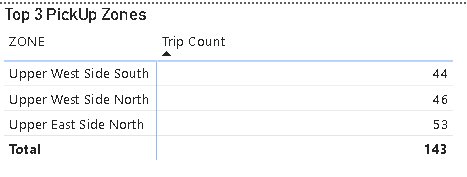 Top 3 PickUp Zones
ZONE Trip Count
Upper West Side South 44
Upper West Side North 46
Upper East Side North 53
Total 143